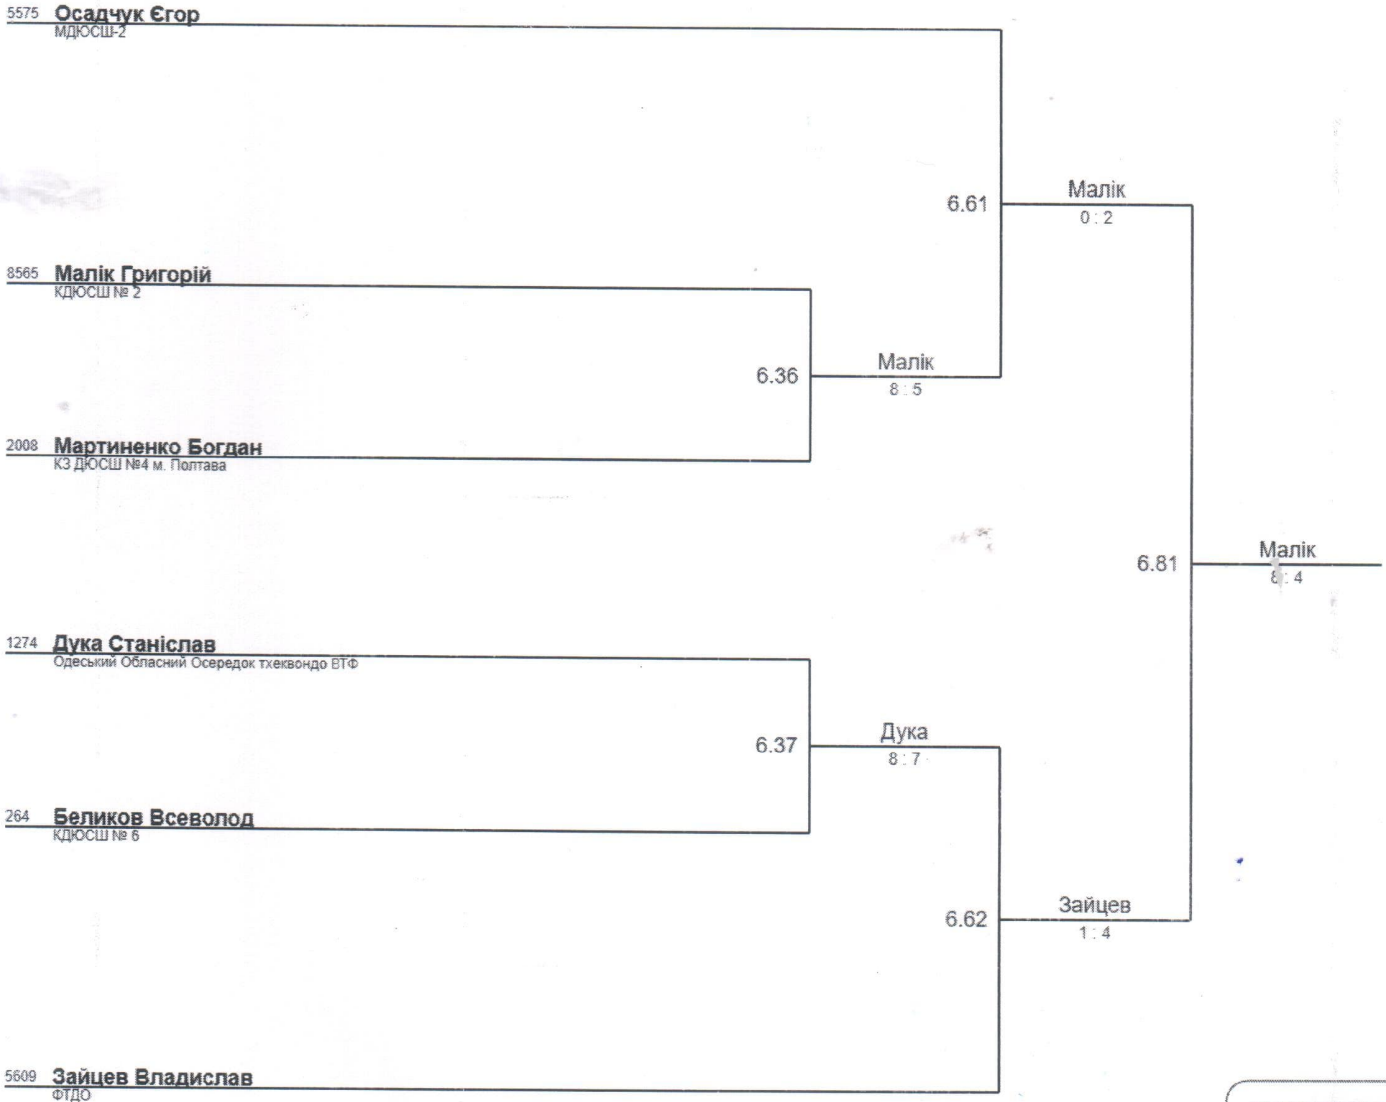 5575 Осадчук Єгор
МДЮСШ-2
6.61
Малік
0 : 2
8565 Малік Григорій
КДЮСШ № 2
6.36
Малік
8 : 5
2008 Мартиненко Богдан
КЗ ДЮСШ №4 м. Полтава
6.81
Малік
8 : 4
1274 Дука Станіслав
Одеський Обласний Осередок тхеквондо ВТФ
6.37
Дука
8 : 7
264 Беликов Всеволод
КДЮСШ № 6
6.62
Зайцев
1 : 4
5609 Зайцев Владислав
ФТДО